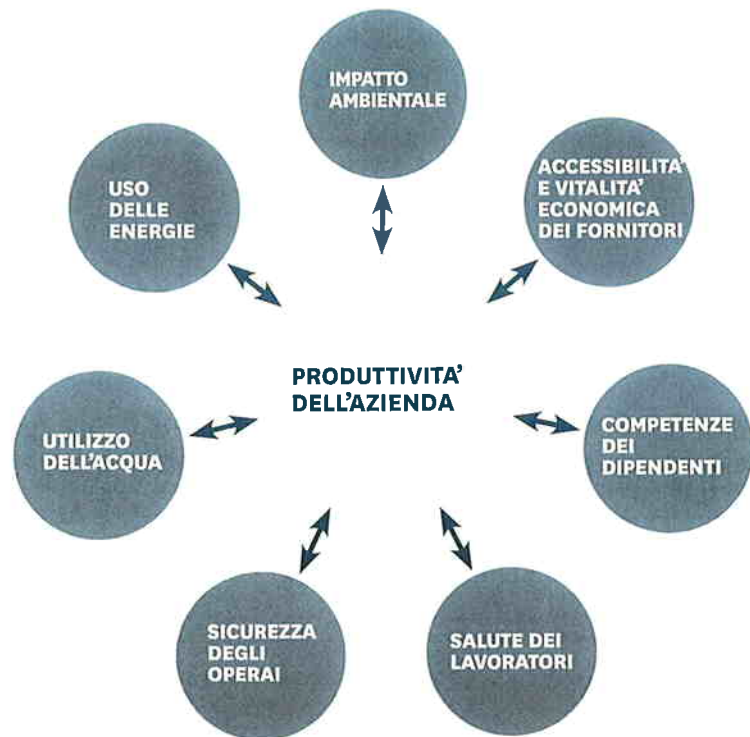 IMPATTO
AMBIENTALE
ACCESSIBILITA'
E VITALITA'
ECONOMICA
DEI FORNITORI
USO
DELLE
ENERGIE
PRODUTTIVITA'
DELL'AZIENDA
COMPETENZE
DEI
DIPENDENTI
UTILIZZO
DELL'ACQUA
SICUREZZA
DEGLI
OPERAI
SALUTE DEI
LAVORATORI